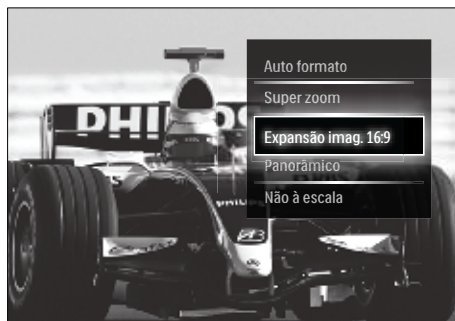 PHILIPS
Auto formato
Super zoom
Expansão imag. 16:9
Panorâmico
Não à escala